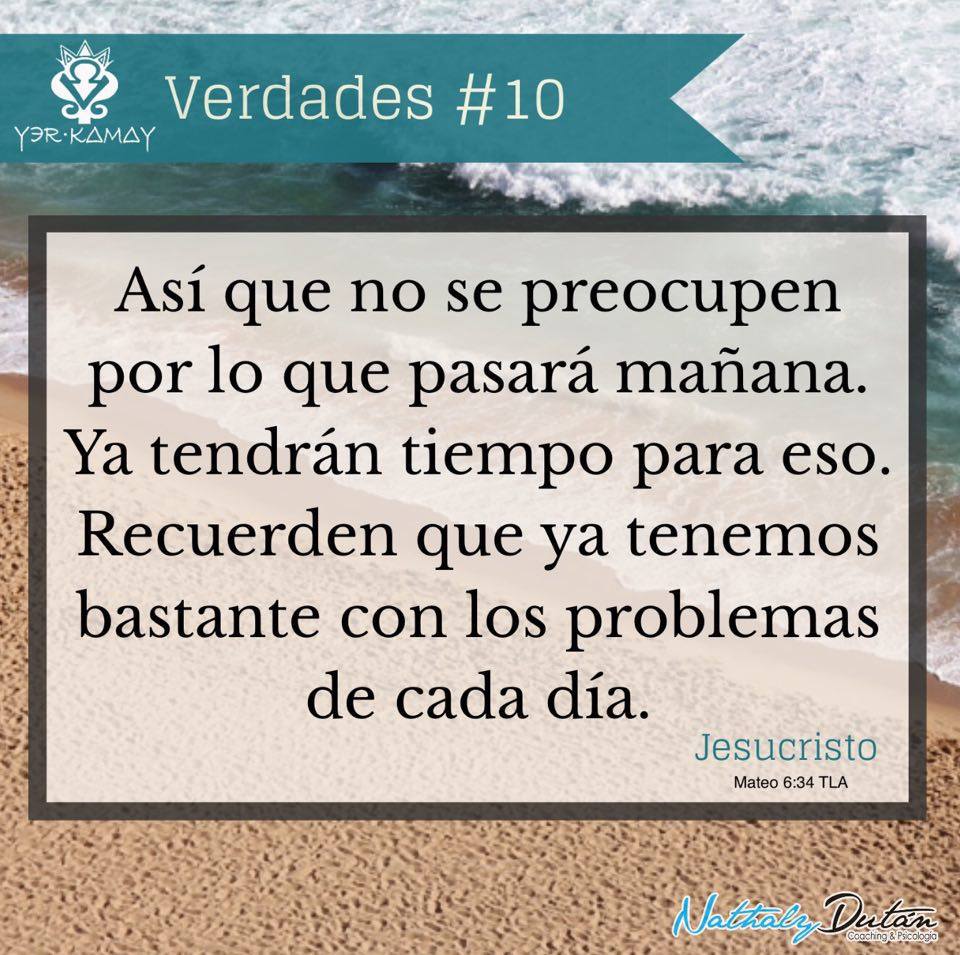 Verdades #10
YƏR·KAMAY
Así que no se preocupen
por lo que pasará mañana.
Ya tendrán tiempo para eso.
Recuerden que ya tenemos
bastante con los problemas
de cada día.
Jesucristo
Mateo 6:34 TLA
Nathaly Dután
Coaching & Psicología